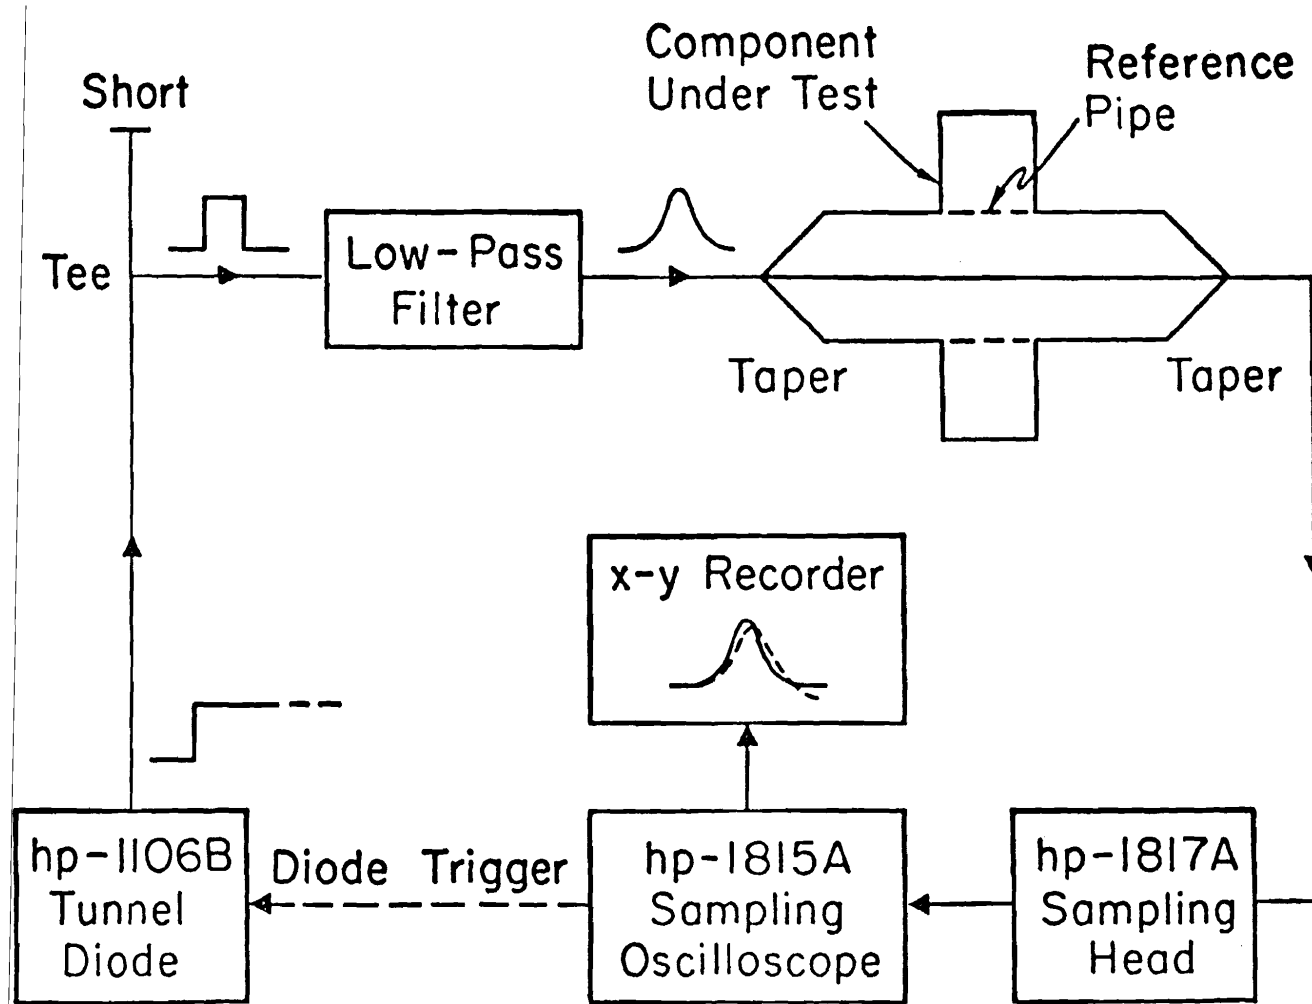 Short
Component
Under Test
Reference
Pipe
Tee
Low-Pass
Filter
Taper
Taper
x-y Recorder
hp-1106B
Tunnel
Diode
Diode Trigger
hp-1815A
Sampling
Oscilloscope
hp-1817A
Sampling
Head